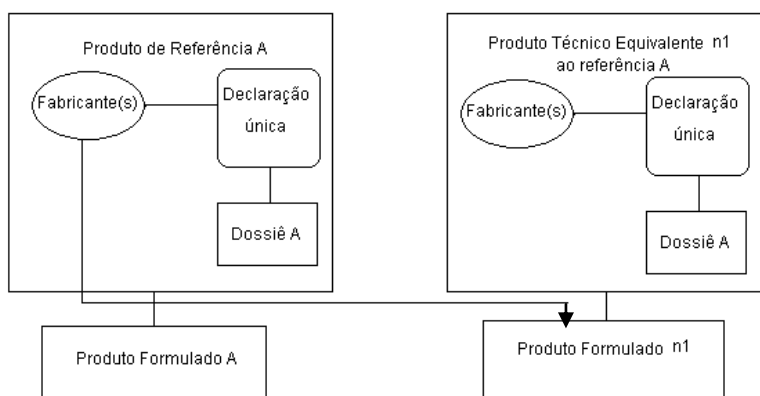 Produto de Referência A
Fabricante(s)
Declaração
única
Dossiê A
Produto Formulado A
Produto Técnico Equivalente n1
ao referência A
Fabricante(s)
Declaração
única
Dossiê A
Produto Formulado n1